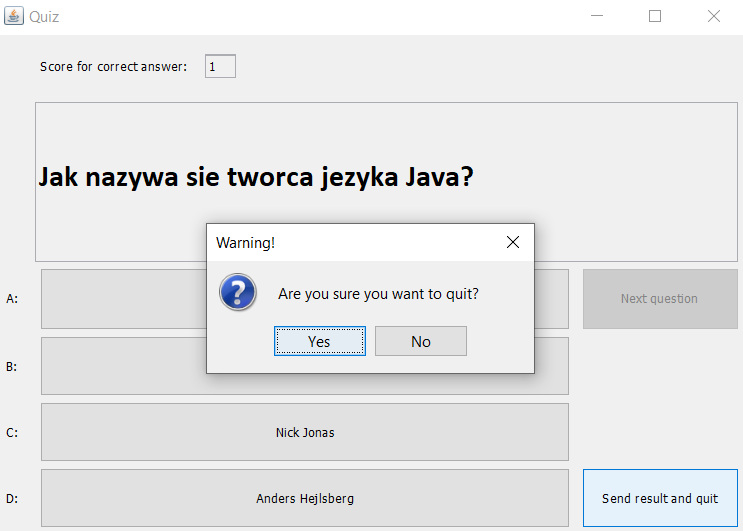 Quiz
Score for correct answer: 1
Jak nazywa sie tworca jezyka Java?
Warning!
Are you sure you want to quit?
Yes No
A:
Next question
B:
C: Nick Jonas
D: Anders Hejlsberg
Send result and quit